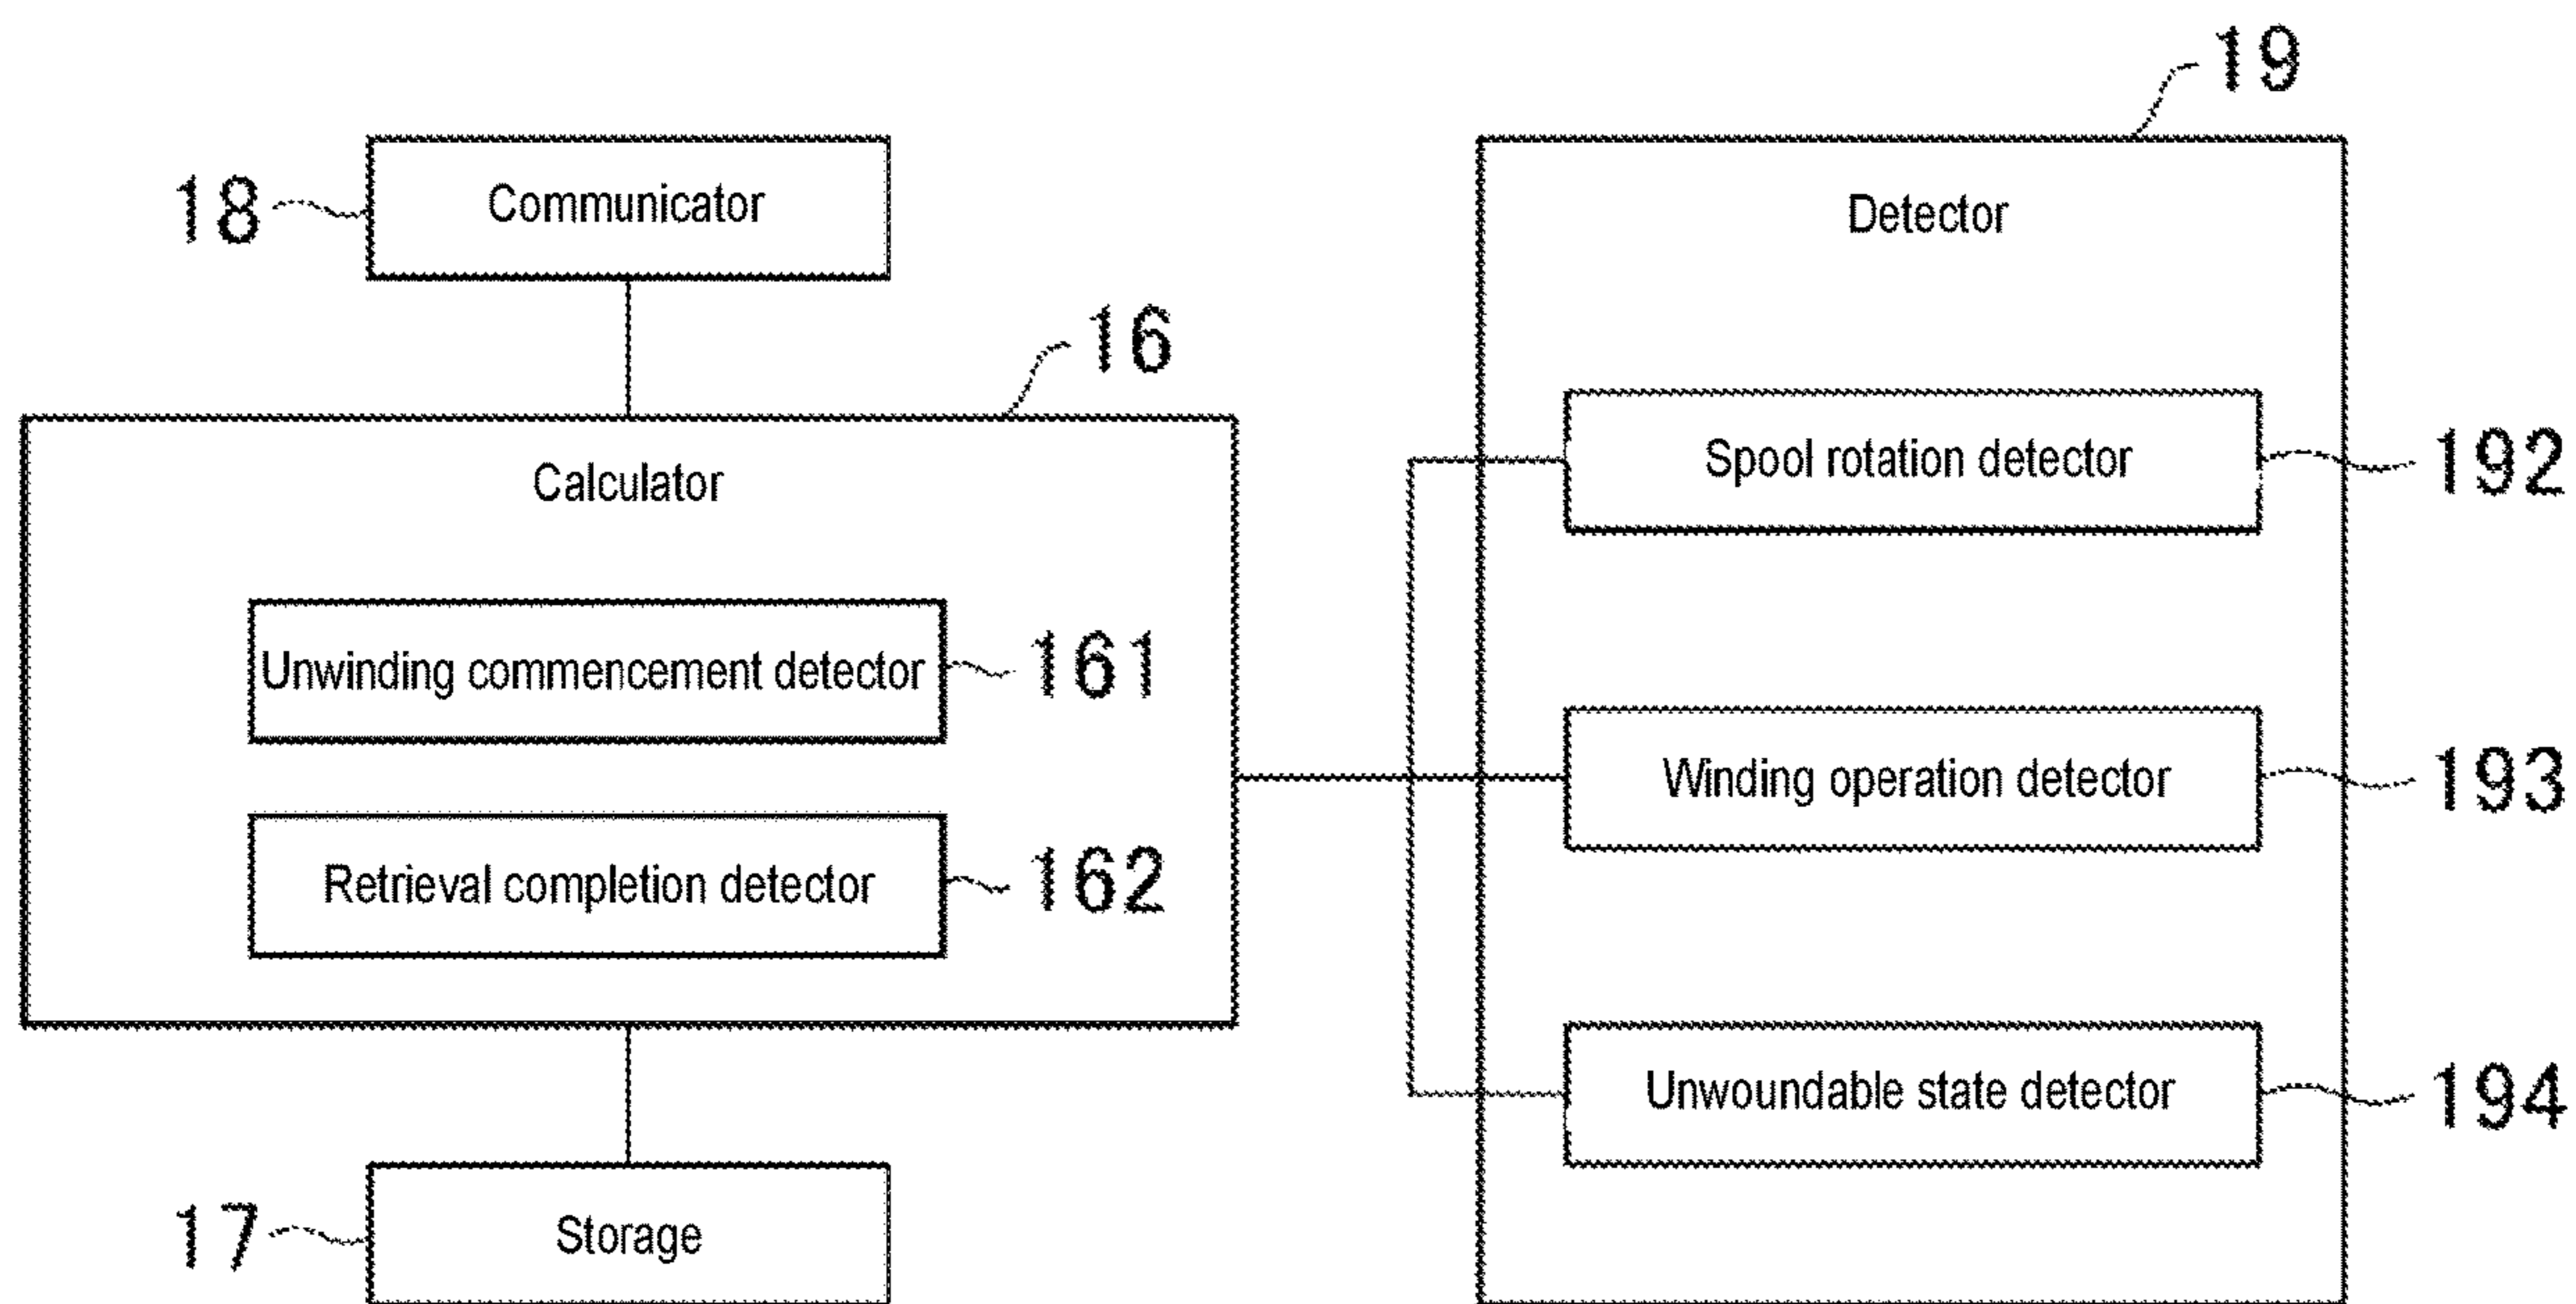 19
18
Communicator
Detector
16
Calculator
Spool rotation detector
192
Unwinding commencement detector
161
Winding operation detector
193
Retrieval completion detector
162
Unwoundable state detector
194
17
Storage